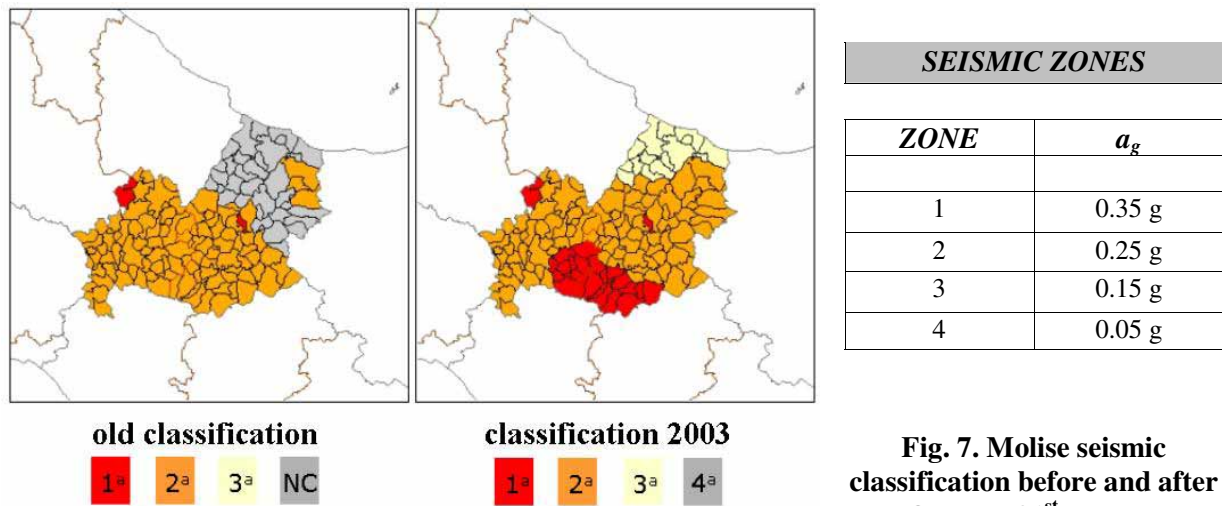 old classification
1ª 2ª 3ª NC
classification 2003
1ª 2ª 3ª 4ª
SEISMIC ZONES
ZONE a_g
1 0.35 g
2 0.25 g
3 0.15 g
4 0.05 g
Fig. 7. Molise seismic
classification before and after
st